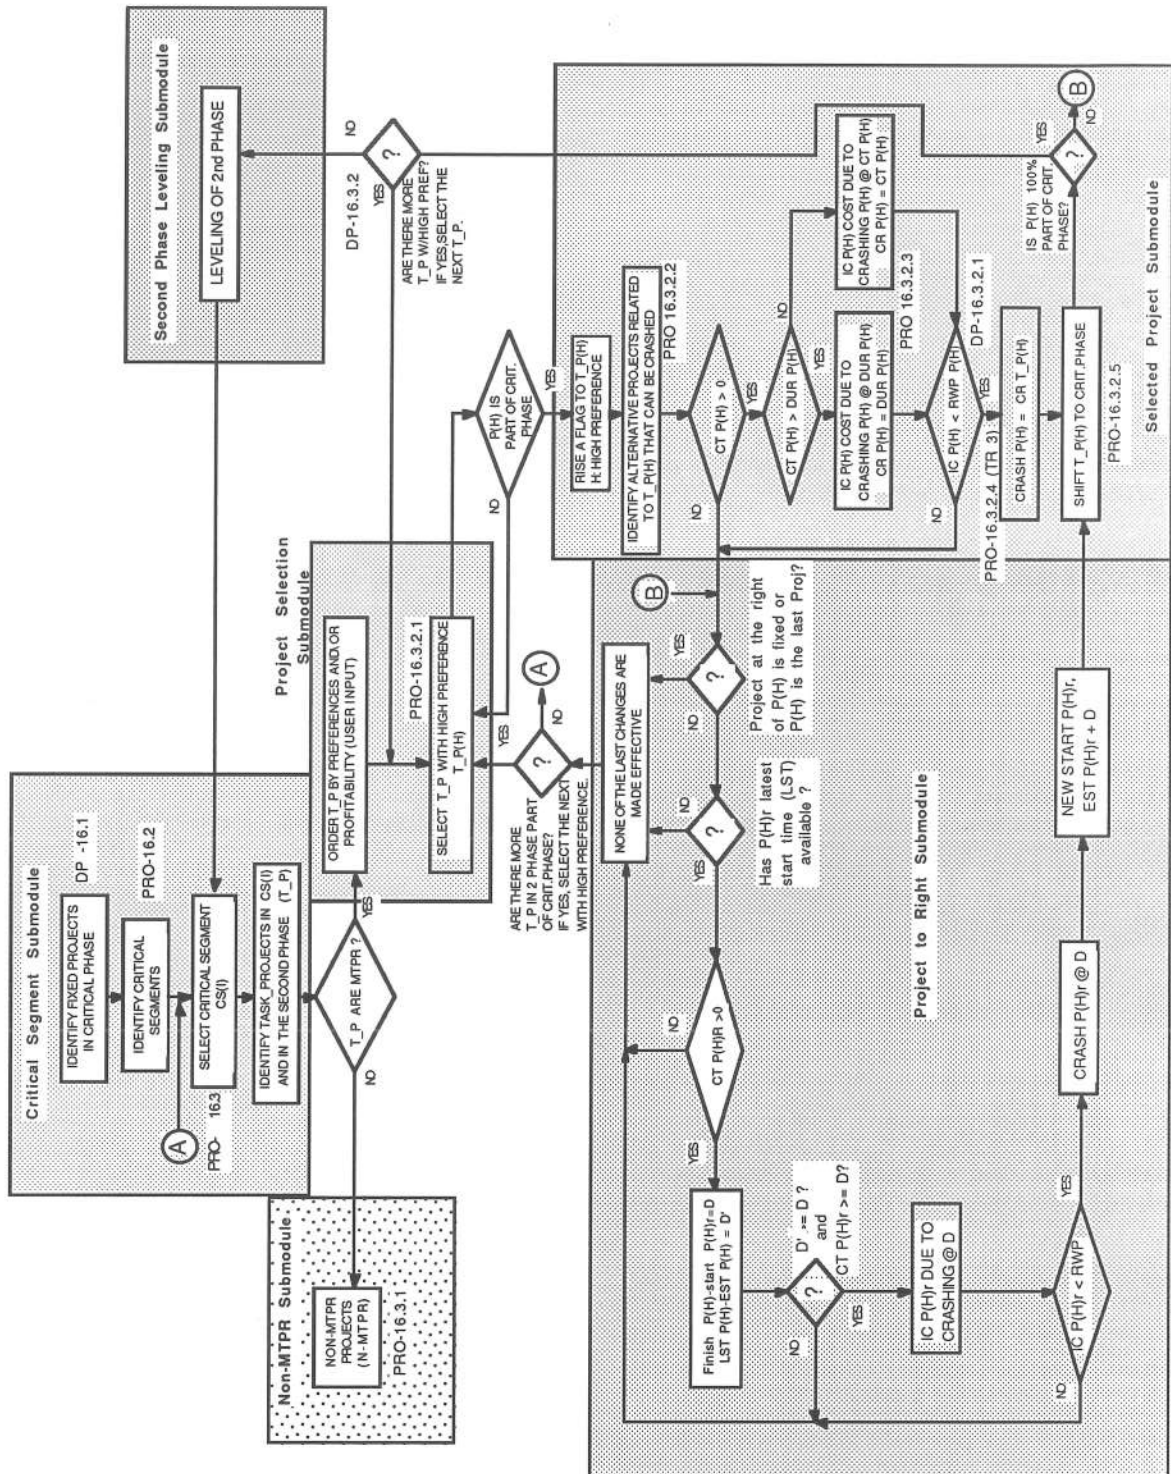 Critical Segment Submodule
DP -16.1
IDENTIFY FIXED PROJECTS
IN CRITICAL PHASE
PRO-16.2
IDENTIFY CRITICAL
SEGMENTS
A
PRO- 16.3
SELECT CRITICAL SEGMENT
CS(I)
IDENTIFY TASK_PROJECTS IN CS(I)
AND IN THE SECOND PHASE (T_P)
T_P ARE MTPR ?
NO
YES
Non-MTPR Submodule
NON-MTPR
PROJECTS
(N-MTPR)
PRO-16.3.1
Second Phase Leveling Submodule
LEVELING OF 2nd PHASE
NO
DP-16.3.2
?
YES
ARE THERE MORE
T_P W/HIGH PREF?
IF YES,SELECT THE
NEXT T_P.
Project Selection
Submodule
ORDER T_P BY PREFERENCES AND/OR
PROFITABILITY (USER INPUT)
PRO-16.3.2.1
SELECT T_P WITH HIGH PREFERENCE
T_P(H)
YES
?
NO
A
ARE THERE MORE
T_P IN 2 PHASE PART
OF CRIT.PHASE?
IF YES, SELECT THE NEXT
WITH HIGH PREFERENCE.
P(H) IS
PART OF CRIT.
PHASE
NO
YES
RISE A FLAG TO T_P(H)
H: HIGH PREFERENCE
IDENTIFY ALTERNATIVE PROJECTS RELATED
TO T_P(H) THAT CAN BE CRASHED
PRO 16.3.2.2
CT P(H) > 0
NO
YES
CT P(H) > DUR P(H)
NO
YES
IC P(H) COST DUE TO
CRASHING P(H) @ DUR P(H)
CR P(H) = DUR P(H)
IC P(H) COST DUE TO
CRASHING P(H) @ CT P(H)
CR P(H) = CT P(H)
PRO 16.3.2.3
DP-16.3.2.1
IC P(H) < RWP P(H)
NO
YES
PRO-16.3.2.4 (TR 3)
CRASH P(H) = CR T_P(H)
SHIFT T_P(H) TO CRIT.PHASE
PRO-16.3.2.5
IS P(H) 100%
PART OF CRIT.
PHASE?
?
YES
NO
B
Selected Project Submodule
B
NONE OF THE LAST CHANGES ARE
MADE EFFECTIVE
YES
?
NO
Project at the right
of P(H) is fixed or
P(H) is the last Proj?
NO
?
YES
Has P(H)r latest
start time (LST)
available ?
NO
CT P(H)R >0
YES
Finish P(H)-start P(H)r=D
LST P(H)-EST P(H) = D'
D' >= D ?
and
CT P(H)r >= D?
?
NO
YES
IC P(H)r DUE TO
CRASHING @ D
IC P(H)r < RWP
NO
YES
CRASH P(H)r @ D
NEW START P(H)r,
EST P(H)r + D
Project to Right Submodule